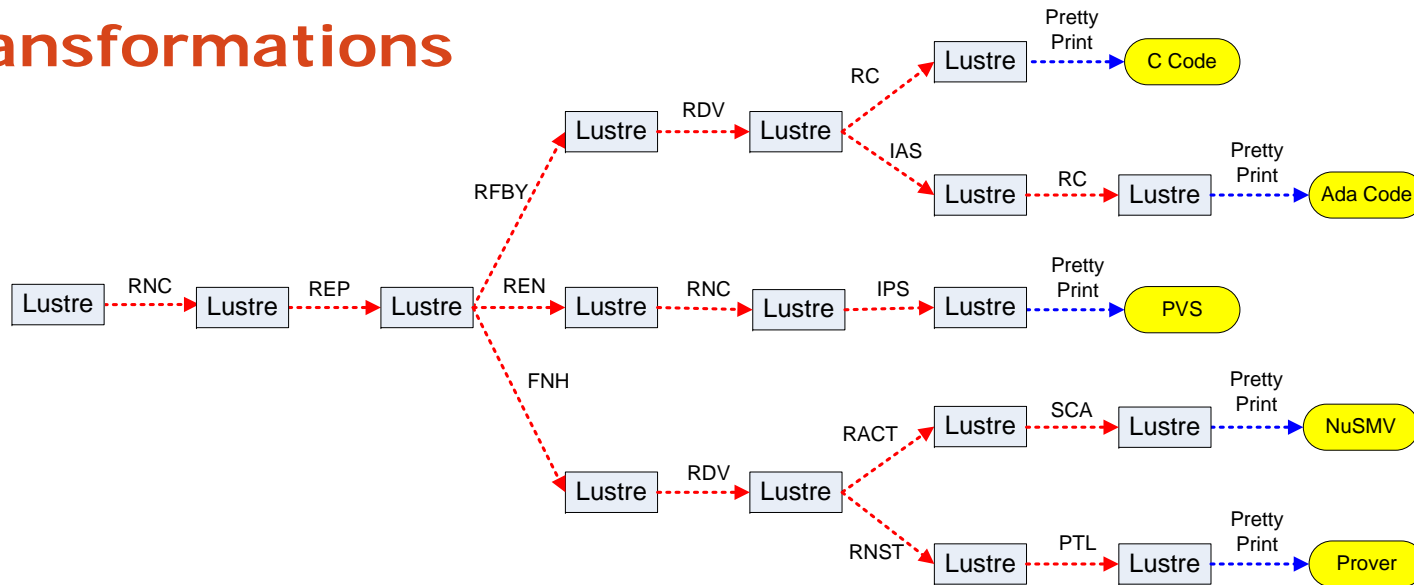 ansformations
Pretty
Print
Lustre
C Code
RC
RDV
Lustre
Lustre
IAS
Pretty
Print
RFBY
Lustre
RC
Lustre
Ada Code
Lustre
RNC
Lustre
REP
Lustre
REN
Lustre
RNC
Lustre
IPS
Lustre
Pretty
Print
PVS
FNH
Pretty
Print
RACT
Lustre
SCA
Lustre
NuSMV
Lustre
RDV
Lustre
RNST
Lustre
PTL
Lustre
Pretty
Print
Prover